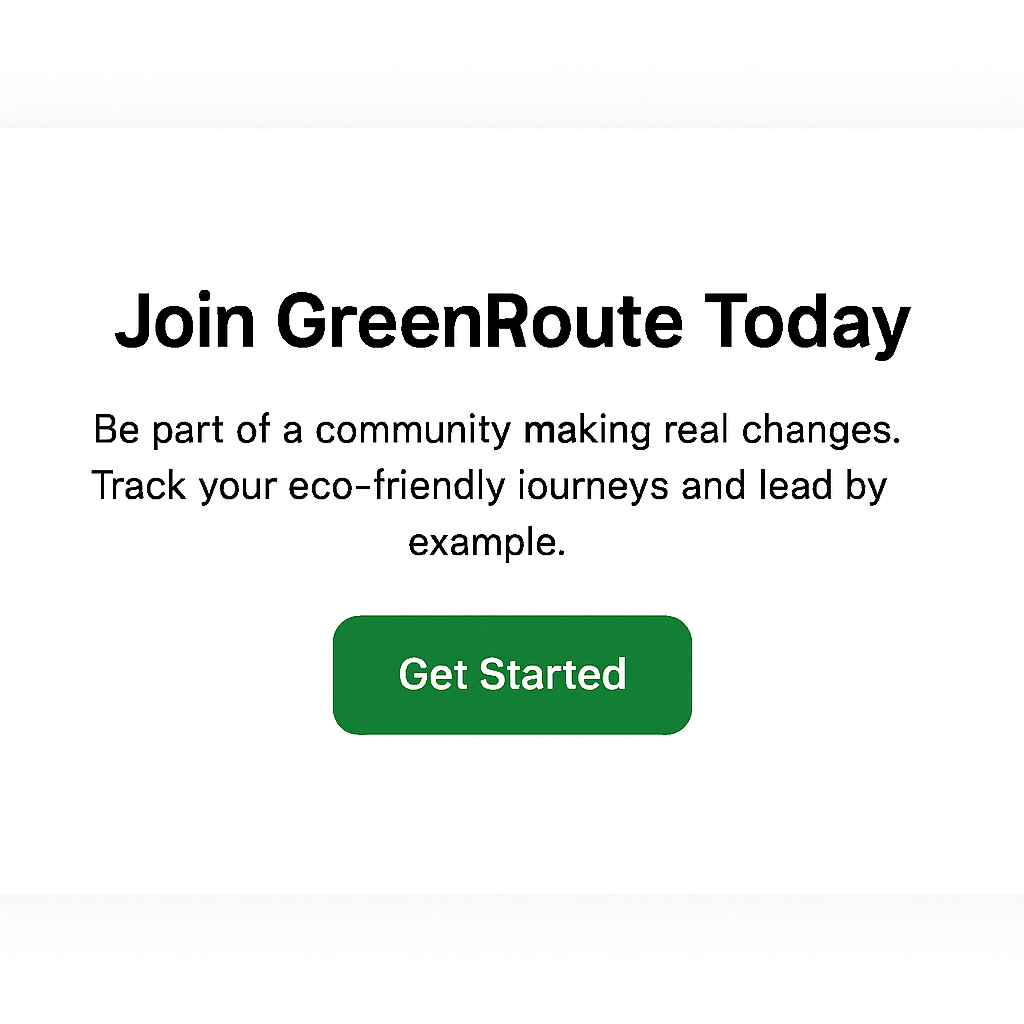 Join GreenRoute Today
Be part of a community making real changes.
Track your eco-friendly iourneys and lead by
example.
Get Started